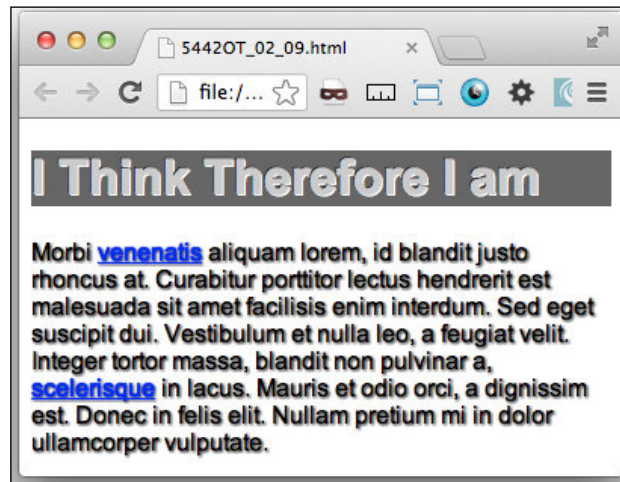 5442OT_02_09.html
file:/...
I Think Therefore I am
Morbi venenatis aliquam lorem, id blandit justo
rhoncus at. Curabitur porttitor lectus hendrerit est
malesuada sit amet facilisis enim interdum. Sed eget
suscipit dui. Vestibulum et nulla leo, a feugiat velit.
Integer tortor massa, blandit non pulvinar a,
scelerisque in lacus. Mauris et odio orci, a dignissim
est. Donec in felis elit. Nullam pretium mi in dolor
ullamcorper vulputate.